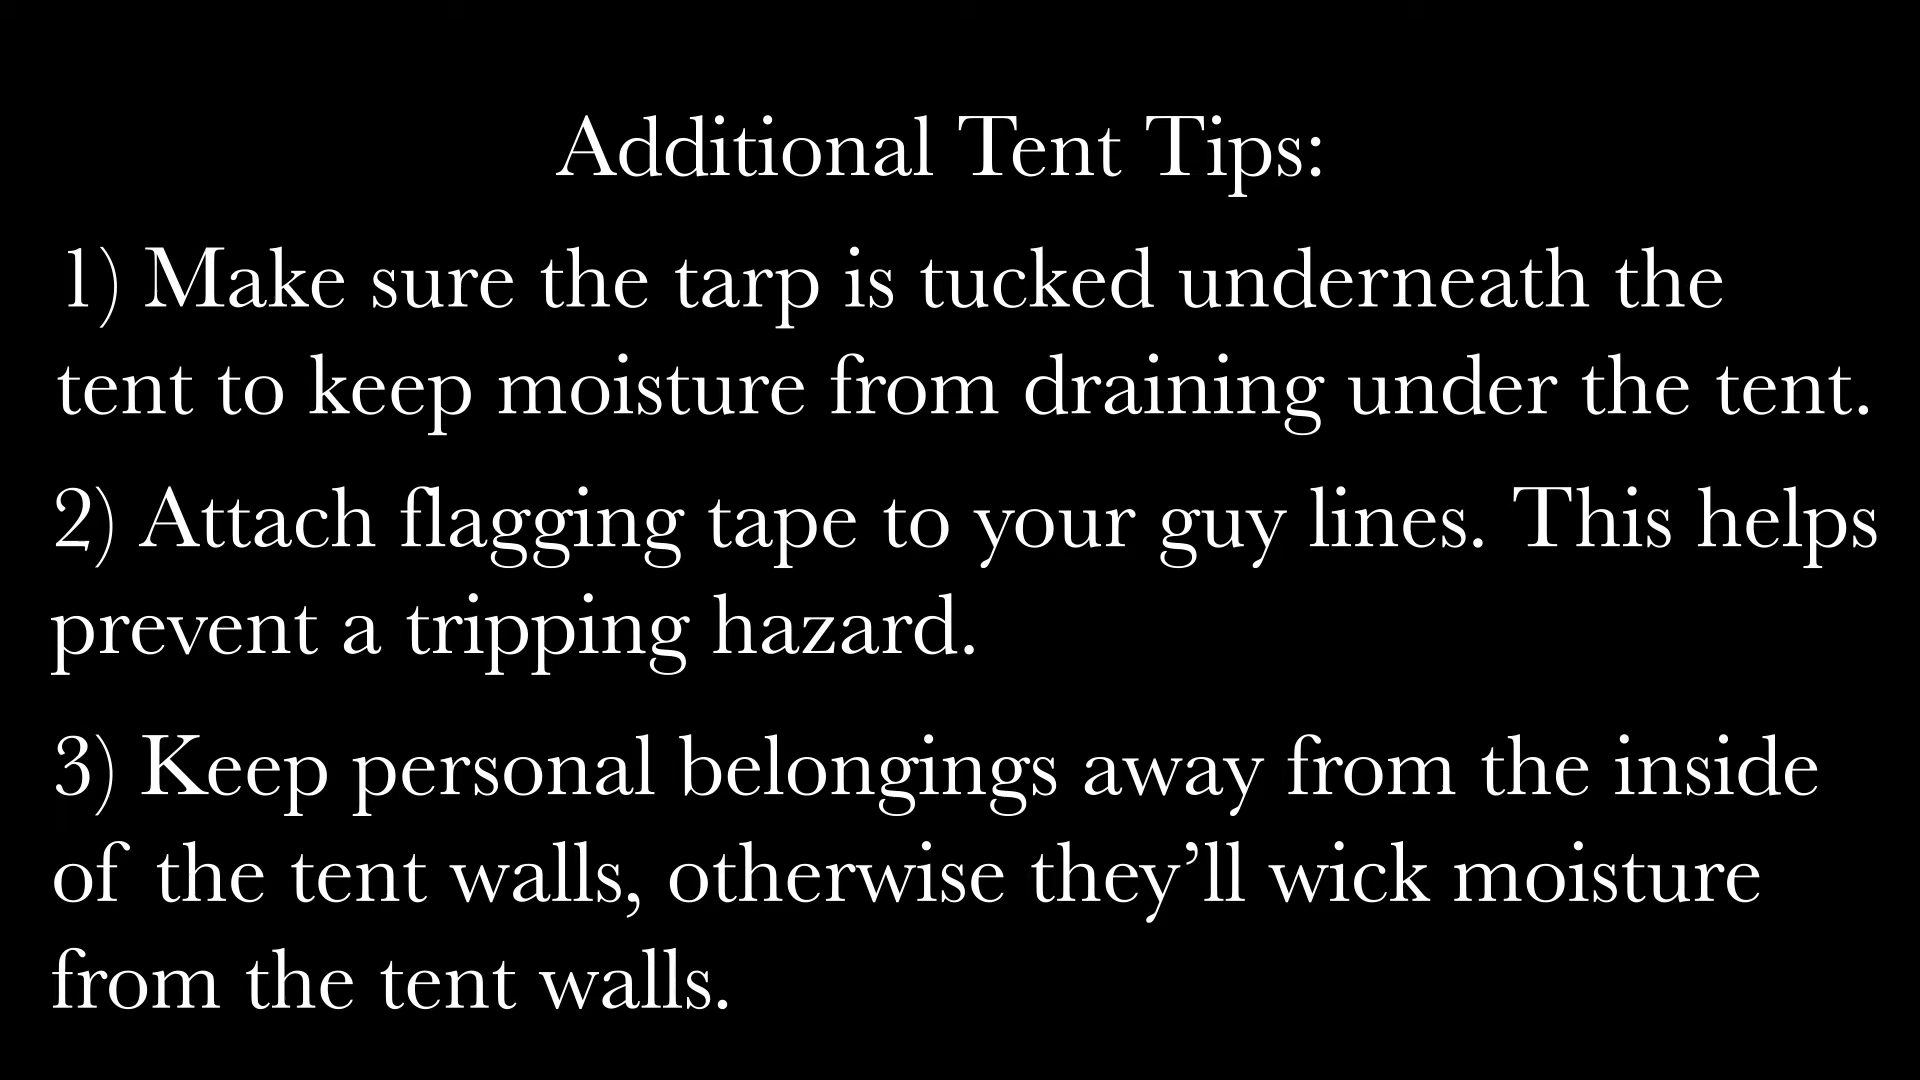 Additional Tent Tips:
1) Make sure the tarp is tucked underneath the
tent to keep moisture from draining under the tent.
2) Attach flagging tape to your guy lines. This helps
prevent a tripping hazard.
3) Keep personal belongings away from the inside
of the tent walls, otherwise they’ll wick moisture
from the tent walls.